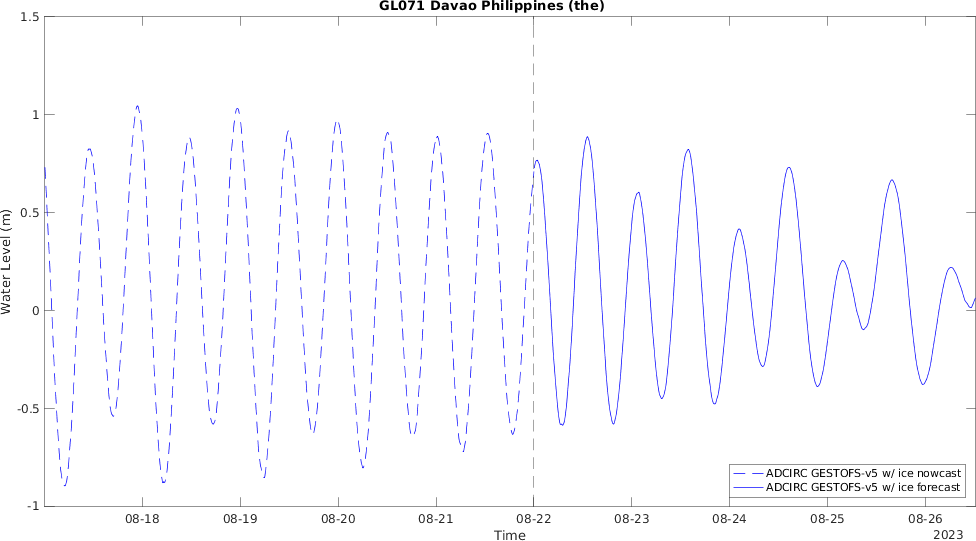 GL071 Davao Philippines (the)
1.5
1
0.5
0
-0.5
-1
Water Level (m)
08-18 08-19 08-20 08-21 08-22 08-23 08-24 08-25 08-26
Time
2023
ADCIRC GESTOFS-v5 w/ ice nowcast
ADCIRC GESTOFS-v5 w/ ice forecast